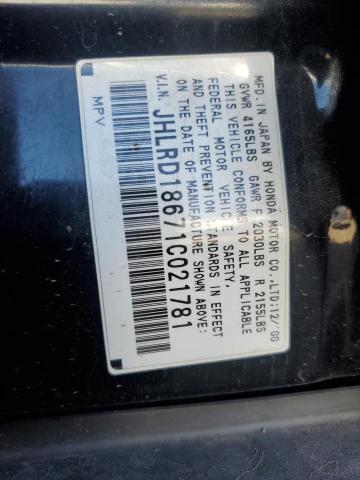 MFD. IN JAPAN BY HONDA MOTOR CO., LTD; 12/'00
GVWR 4165LBS GAWR F 2030LBS R 2155LBS
THIS VEHICLE CONFORMS TO ALL APPLICABLE
FEDERAL MOTOR VEHICLE SAFETY,
AND THEFT PREVENTION STANDARDS IN EFFECT
ON THE DATE OF MANUFACTURE SHOWN ABOVE:
V.I.N. JHLRD18671C021781
MPV